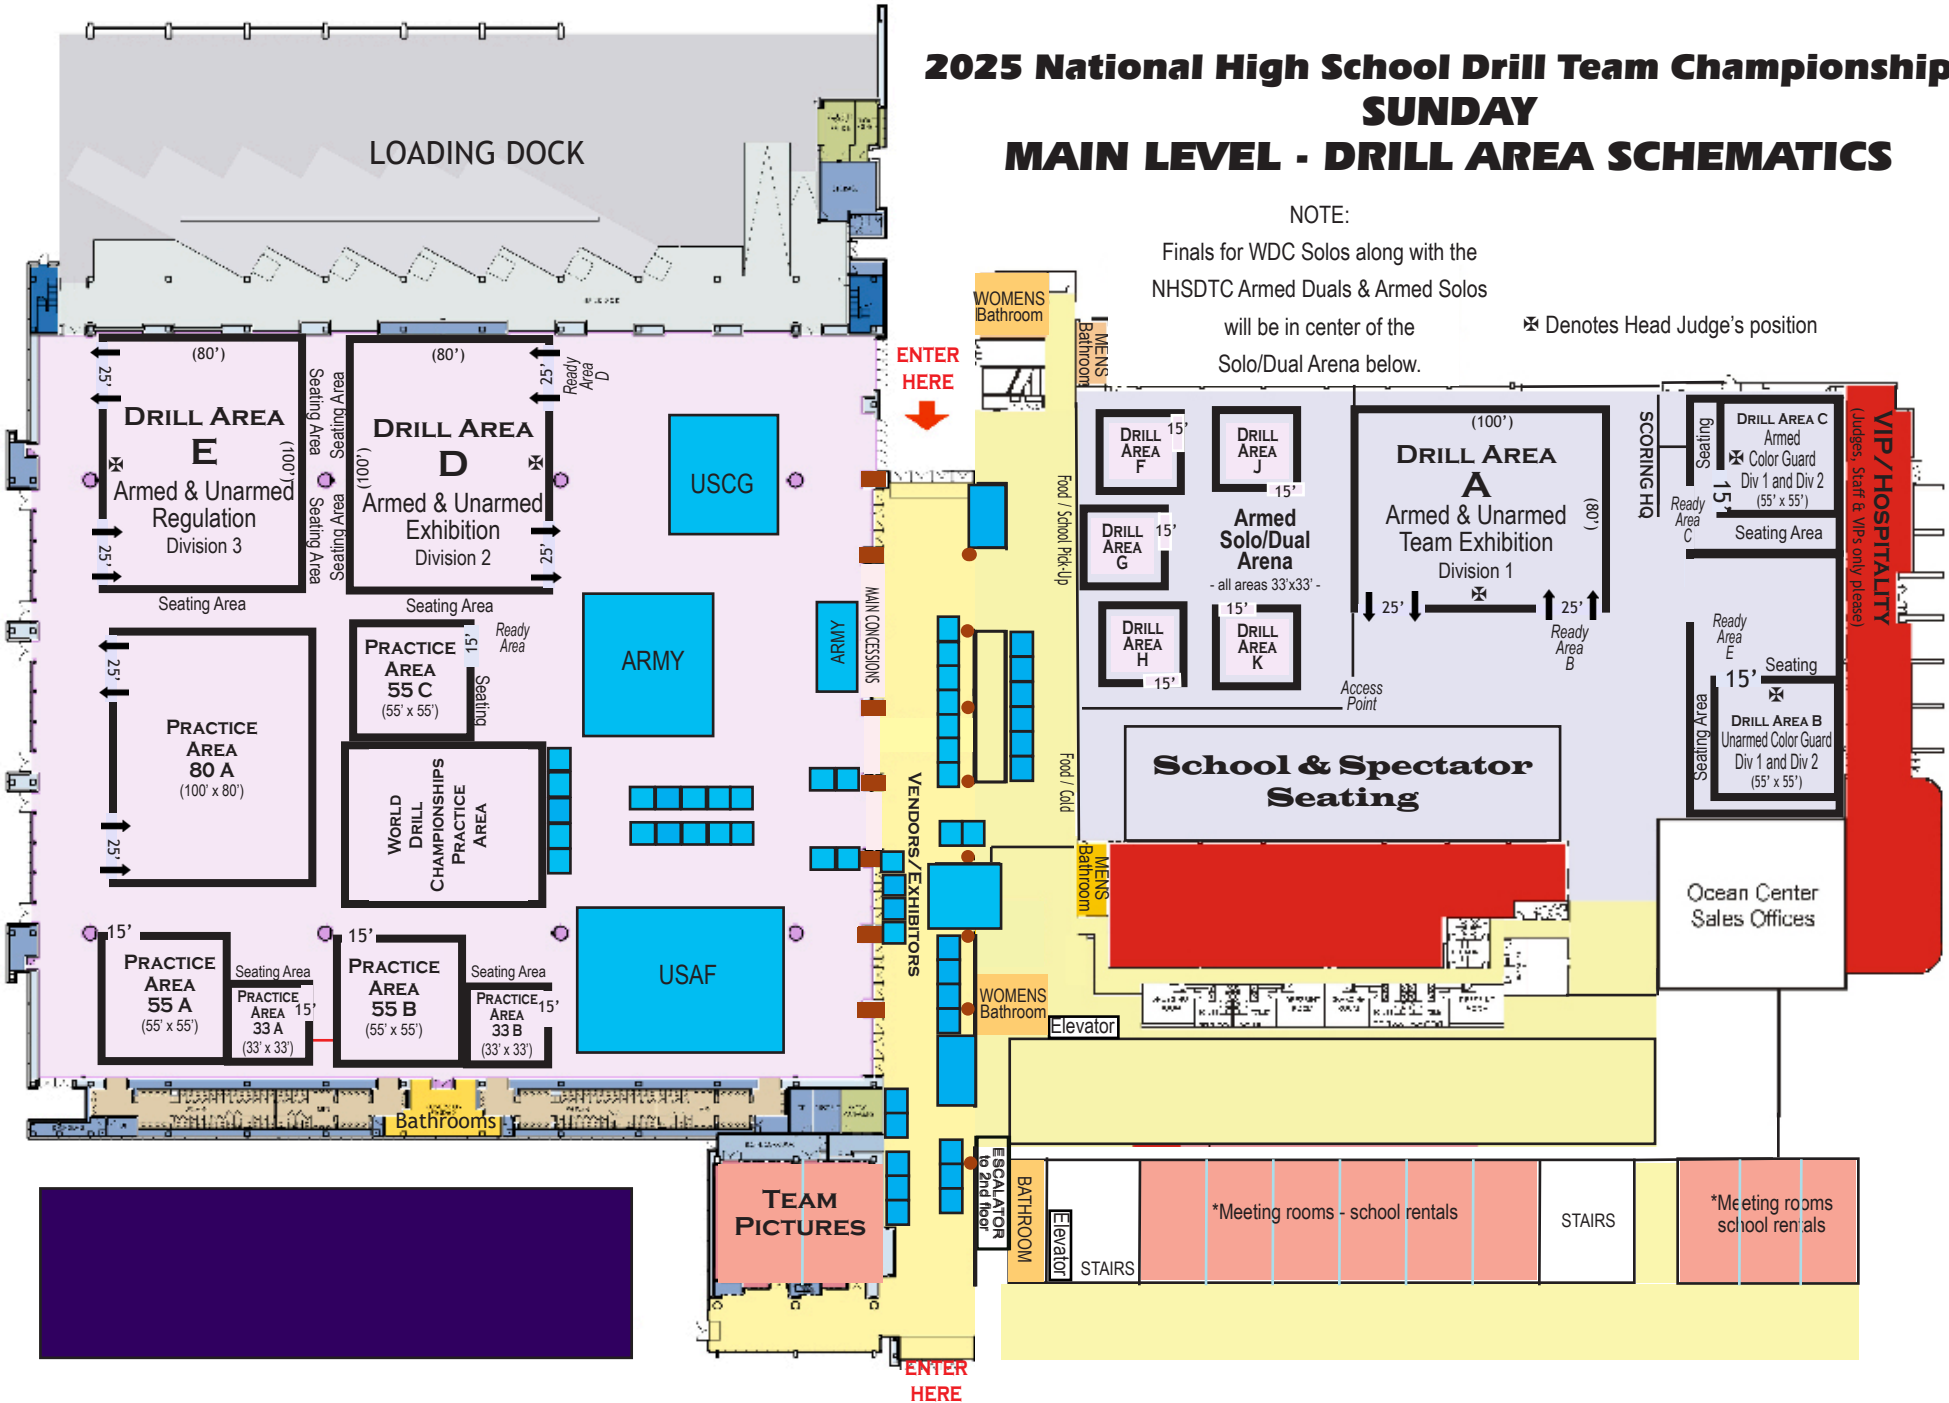 2025 National High School Drill Team Championship
SUNDAY
MAIN LEVEL - DRILL AREA SCHEMATICS
NOTE:
Finals for WDC Solos along with the
NHSDTC Armed Duals & Armed Solos
will be in center of the
Solo/Dual Arena below.
✠ Denotes Head Judge's position
LOADING DOCK
WOMENS
Bathroom
MENS
Bathroom
ENTER
HERE
(80')
25'
DRILL AREA
E
(100')
Armed & Unarmed
Regulation
Division 3
25'
Seating Area
Seating Area
Seating Area
Seating Area
Seating Area
(80')
25'
Ready
Area
D
DRILL AREA
D
(100')
Armed & Unarmed
Exhibition
Division 2
25'
Seating Area
USCG
ARMY
ARMY
MAIN CONCESSIONS
PRACTICE
AREA
55 C
(55' x 55')
15'
Ready
Area
Seating
25'
PRACTICE
AREA
80 A
(100' x 80')
25'
WORLD
DRILL
CHAMPIONSHIPS
PRACTICE
AREA
USAF
15'
PRACTICE
AREA
55 A
(55' x 55')
Seating Area
PRACTICE
AREA
33 A
(33' x 33')
15'
15'
PRACTICE
AREA
55 B
(55' x 55')
Seating Area
PRACTICE
AREA
33 B
(33' x 33')
15'
Bathrooms
VENDORS/EXHIBITORS
Food / School Pick-Up
Food / Cold
DRILL
AREA
F
15'
DRILL
AREA
J
15'
DRILL
AREA
G
15'
Armed
Solo/Dual
Arena
- all areas 33'x33' -
DRILL
AREA
H
15'
15'
DRILL
AREA
K
(100')
DRILL AREA
A
Armed & Unarmed
Team Exhibition
Division 1
(80')
25'
25'
Ready
Area
B
Access
Point
SCORING HQ
Seating
DRILL AREA C
Armed
Color Guard
Div 1 and Div 2
(55' x 55')
15'
Ready
Area
C
Seating Area
VIP/HOSPITALITY
(Judges, Staff & VIPs only please)
Ready
Area
E
Seating
15'
Seating Area
DRILL AREA B
Unarmed Color Guard
Div 1 and Div 2
(55' x 55')
School & Spectator
Seating
MENS
Bathroom
Ocean Center
Sales Offices
WOMENS
Bathroom
Elevator
TEAM
PICTURES
ESCALATOR
to 2nd floor
BATHROOM
Elevator
STAIRS
*Meeting rooms - school rentals
STAIRS
*Meeting rooms
school rentals
ENTER
HERE